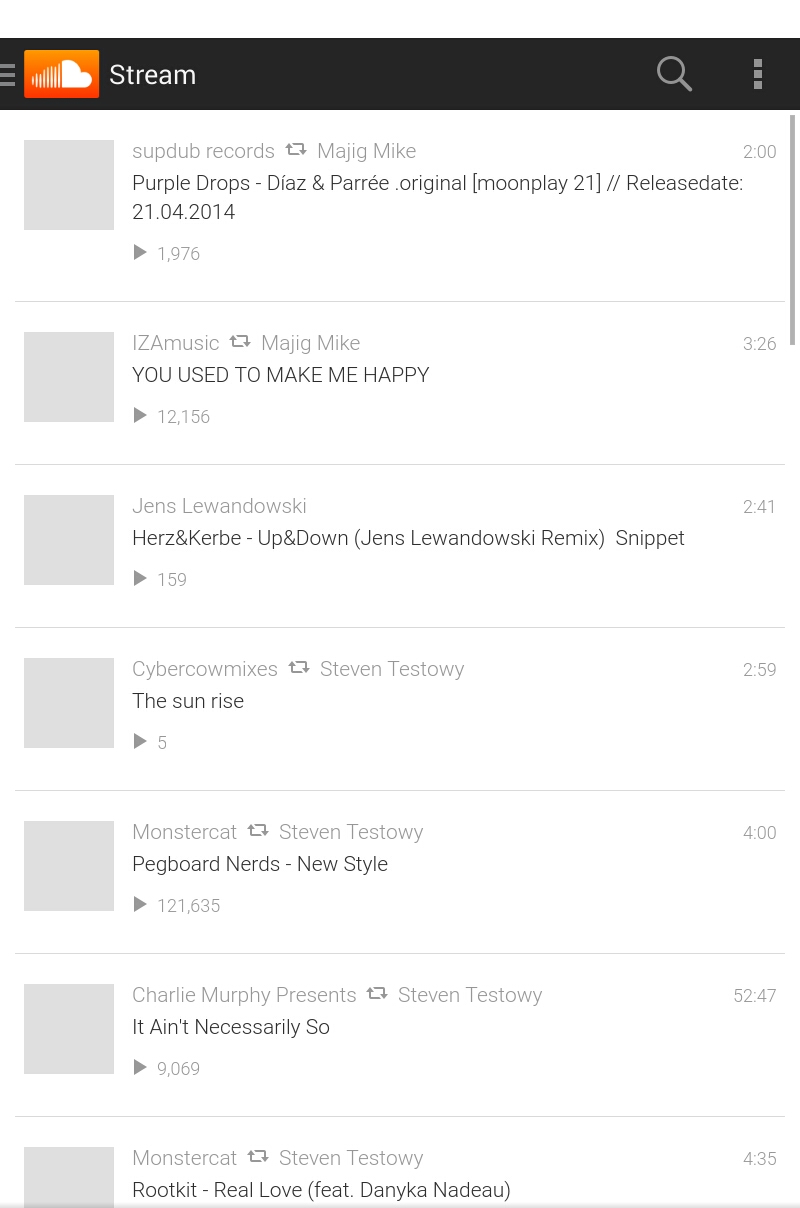 Stream
supdub records Majig Mike 2:00
Purple Drops - Díaz & Parrée .original [moonplay 21] // Releasedate:
21.04.2014
1,976
IZAmusic Majig Mike 3:26
YOU USED TO MAKE ME HAPPY
12,156
Jens Lewandowski 2:41
Herz&Kerbe - Up&Down (Jens Lewandowski Remix)  Snippet
159
Cybercowmixes Steven Testowy 2:59
The sun rise
5
Monstercat Steven Testowy 4:00
Pegboard Nerds - New Style
121,635
Charlie Murphy Presents Steven Testowy 52:47
It Ain't Necessarily So
9,069
Monstercat Steven Testowy 4:35
Rootkit - Real Love (feat. Danyka Nadeau)